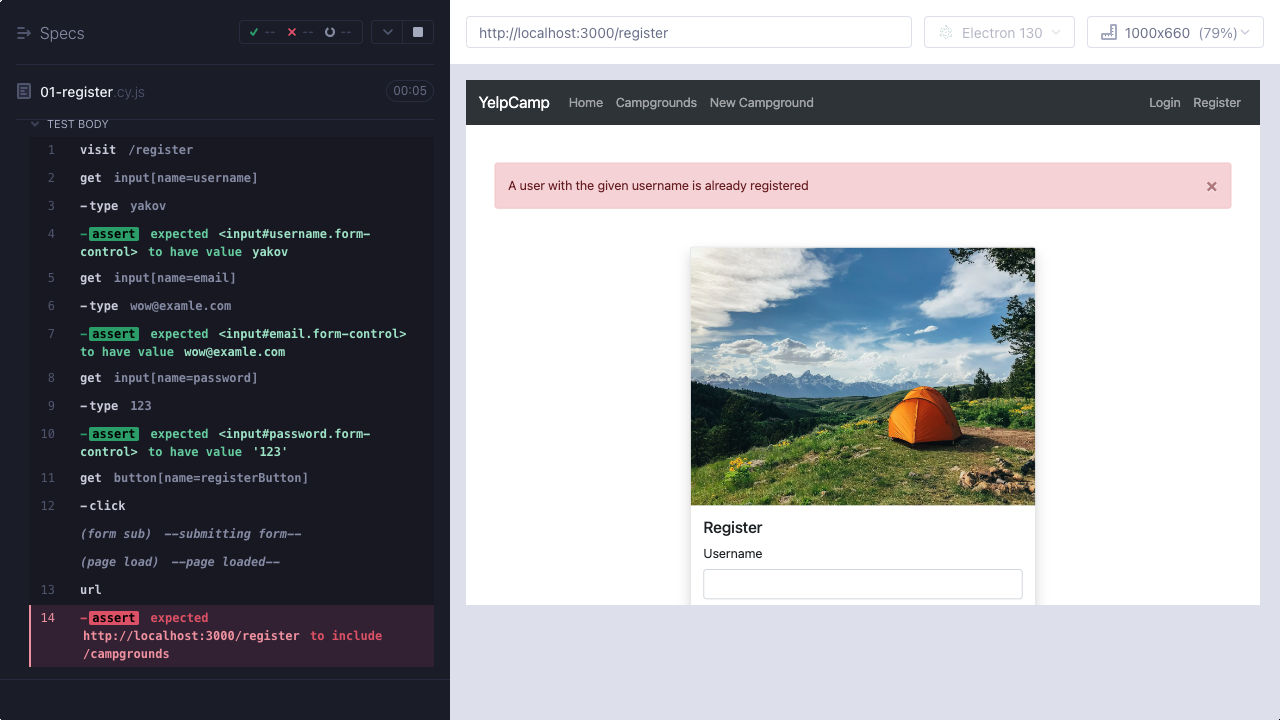 Specs
-- -- --
01-register.cy.js
00:05
TEST BODY
1 visit /register
2 get input[name=username]
3 -type yakov
4 -assert expected <input#username.form-
control> to have value yakov
5 get input[name=email]
6 -type wow@examle.com
7 -assert expected <input#email.form-control>
to have value wow@examle.com
8 get input[name=password]
9 -type 123
10 -assert expected <input#password.form-
control> to have value '123'
11 get button[name=registerButton]
12 -click
(form sub) --submitting form--
(page load) --page loaded--
13 url
14 -assert expected
http://localhost:3000/register to include
/campgrounds
http://localhost:3000/register
Electron 130
1000x660 (79%)
YelpCamp Home Campgrounds New Campground Login Register
A user with the given username is already registered ×
Register
Username